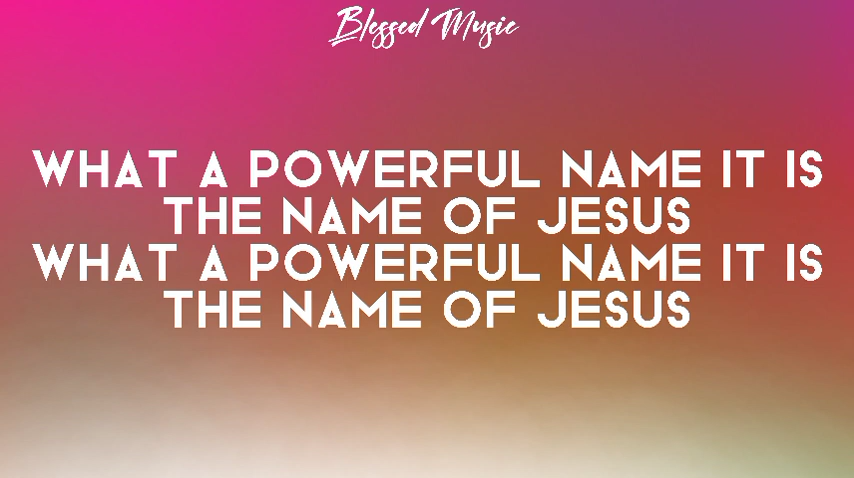 Blessed Music
WHAT A POWERFUL NAME IT IS
THE NAME OF JESUS
WHAT A POWERFUL NAME IT IS
THE NAME OF JESUS